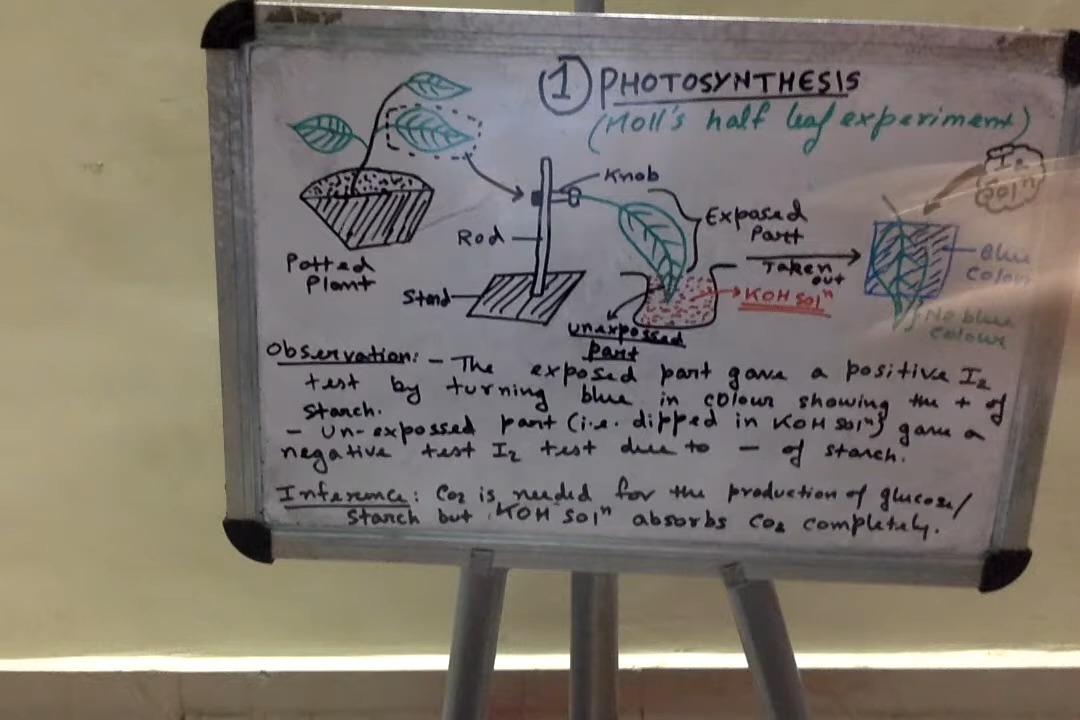 ① PHOTOSYNTHESIS
(Moll's half leaf experiment)
I₂
Solⁿ
Knob
Exposed
Part
Rod
Potted
Plant
Stand
Taken
out
KOH solⁿ
Blue
Colour
No blue
colour
unexpossed
part
Observation: - The exposed part gave a positive I₂
test by turning blue in colour showing the + of
starch.
- un-expossed part (i.e. dipped in KOH solⁿ) gave a
negative test I₂ test due to - of starch.
Inference: Co₂ is needed for the production of glucose/
starch but KOH solⁿ absorbs Co₂ completely.